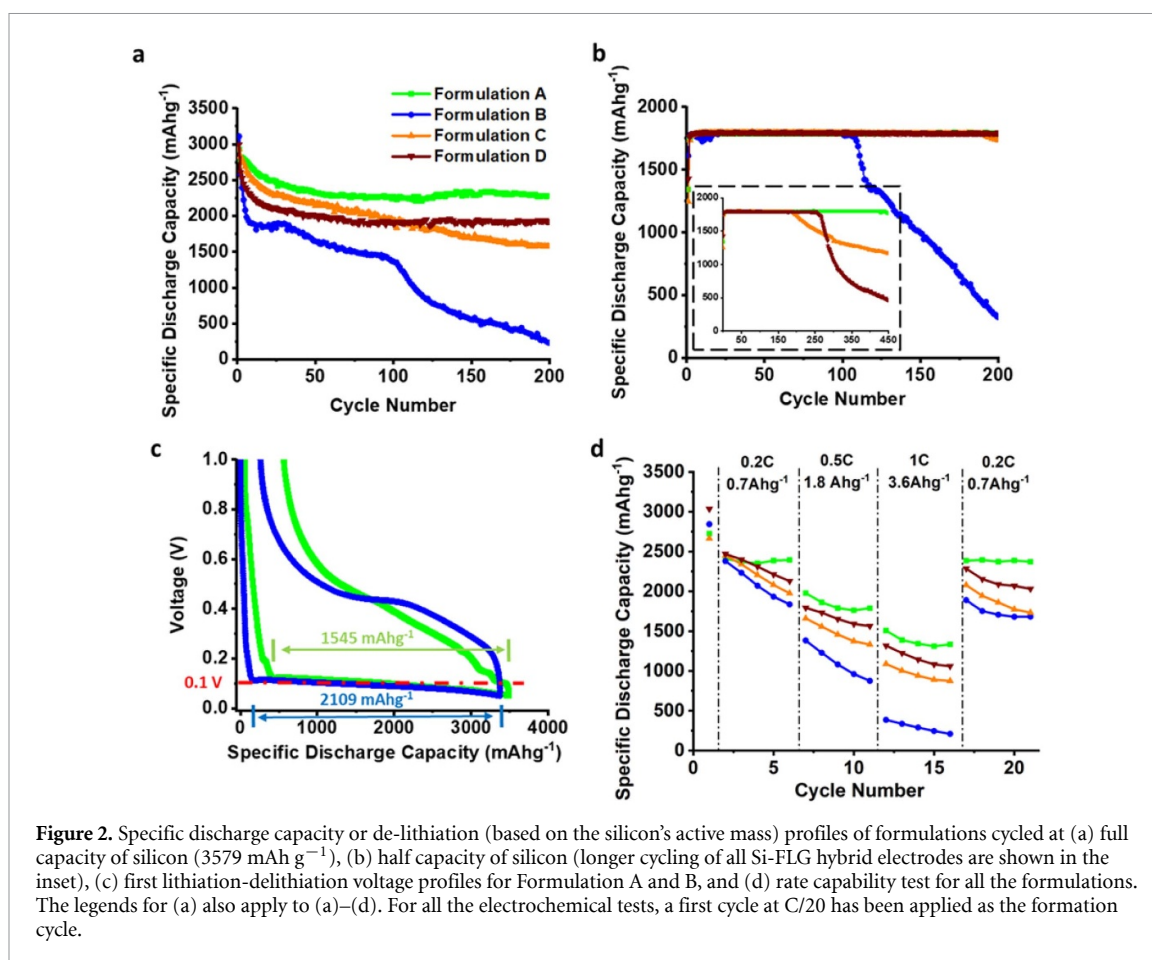 a
Formulation A
Formulation B
Formulation C
Formulation D
Specific Discharge Capacity (mAhg-1)
3500
3000
2500
2000
1500
1000
500
0
0 50 100 150 200
Cycle Number
b
Specific Discharge Capacity (mAhg-1)
2000
1500
1000
500
0
2000
1500
1000
500
0
50 150 250 350 450
0 50 100 150 200
Cycle Number
c
Voltage (V)
1.0
0.8
0.6
0.4
0.2
0.0
0.1 V
1545 mAhg-1
2109 mAhg-1
0 1000 2000 3000 4000
Specific Discharge Capacity (mAhg-1)
d
Specific Discharge Capacity (mAhg-1)
3500
3000
2500
2000
1500
1000
500
0
0.2C
0.7Ahg-1
0.5C
1.8 Ahg-1
1C
3.6Ahg-1
0.2C
0.7Ahg-1
5 10 15 20
Cycle Number
Figure 2. Specific discharge capacity or de-lithiation (based on the silicon’s active mass) profiles of formulations cycled at (a) full
capacity of silicon (3579 mAh g−1), (b) half capacity of silicon (longer cycling of all Si-FLG hybrid electrodes are shown in the
inset), (c) first lithiation-delithiation voltage profiles for Formulation A and B, and (d) rate capability test for all the formulations.
The legends for (a) also apply to (a)–(d). For all the electrochemical tests, a first cycle at C/20 has been applied as the formation
cycle.